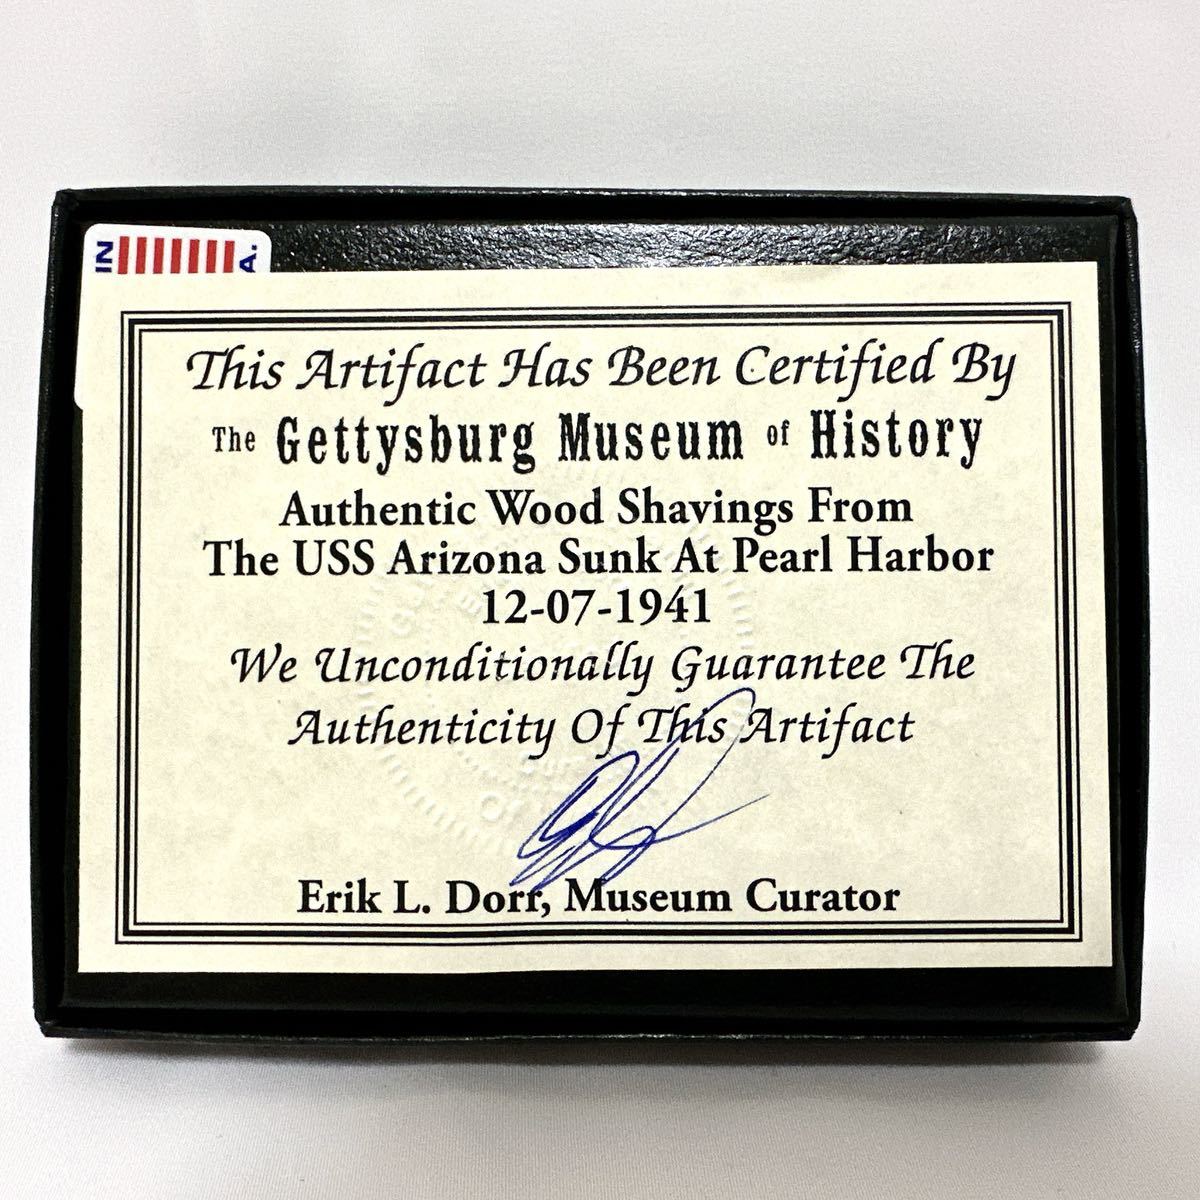 IN A.
This Artifact Has Been Certified By
The Gettysburg Museum of History
Authentic Wood Shavings From
The USS Arizona Sunk At Pearl Harbor
12-07-1941
We Unconditionally Guarantee The
Authenticity Of This Artifact
Erik L. Dorr, Museum Curator